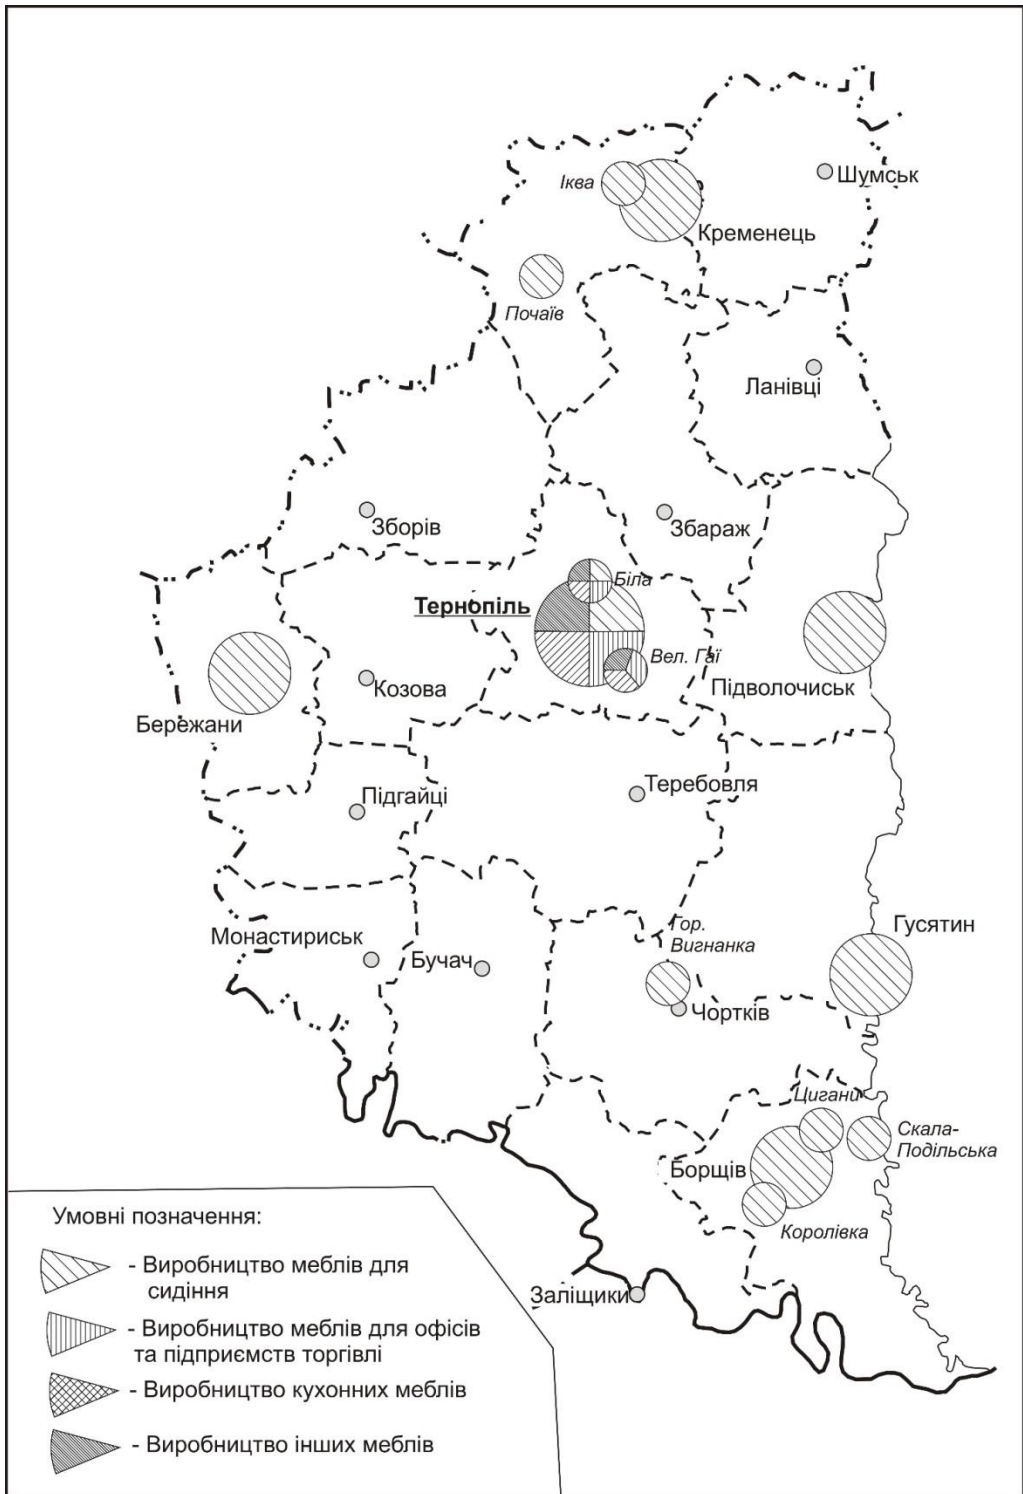 Іква
Шумськ
Кременець
Почаїв
Ланівці
Зборів
Збараж
Біла
Тернопіль
Вел. Гаї
Козова
Підволочиськ
Бережани
Теребовля
Підгайці
Гор.
Вигнанка
Гусятин
Монастириськ
Бучач
Чортків
Цигани
Скала-
Подільська
Борщів
Королівка
Заліщики
Умовні позначення:
- Виробництво меблів для
сидіння
- Виробництво меблів для офісів
та підприємств торгівлі
- Виробництво кухонних меблів
- Виробництво інших меблів